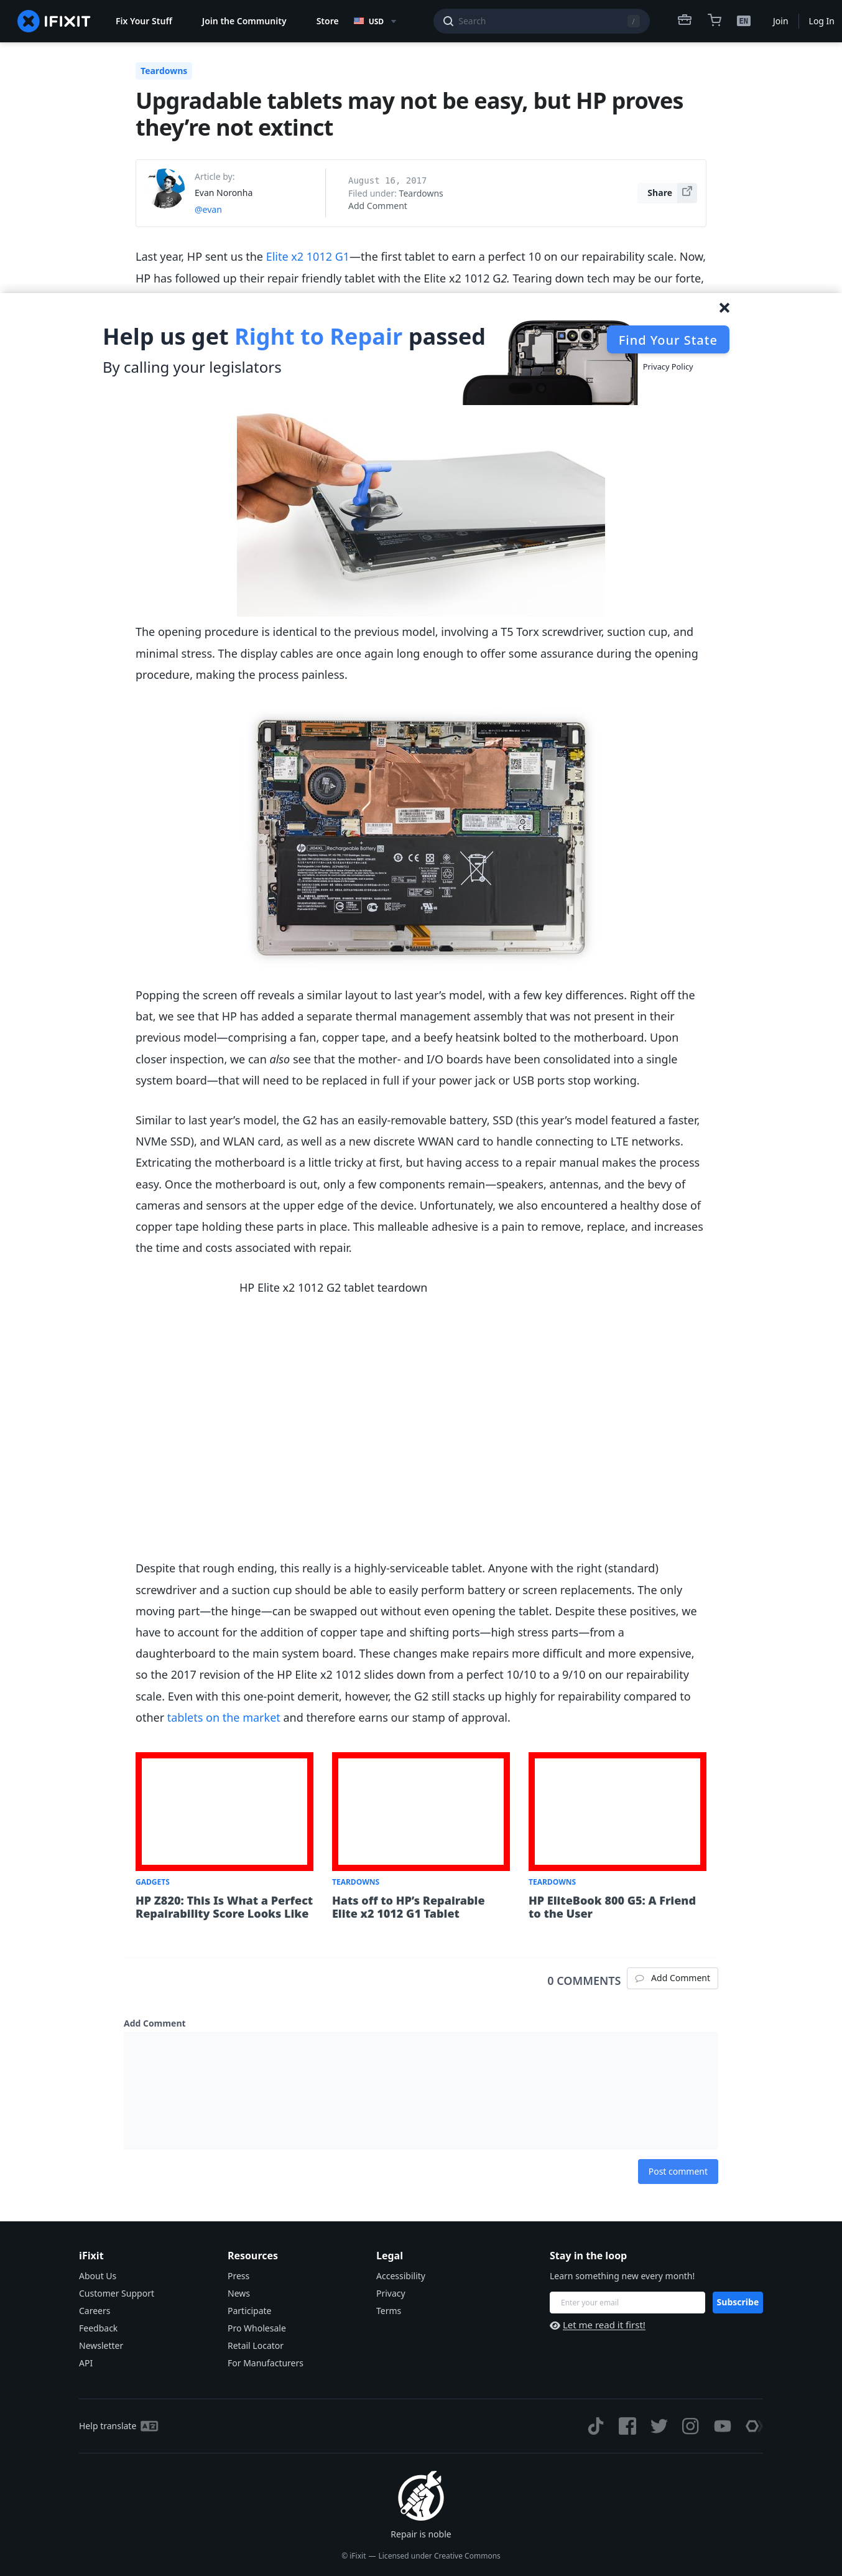 IFIXIT
Fix Your Stuff
Join the Community
Store
USD
Search
/
EN
Join
Log In
Teardowns
Upgradable tablets may not be easy, but HP proves
they’re not extinct
Article by:
Evan Noronha
@evan
August 16, 2017
Filed under: Teardowns
Add Comment
Share
Last year, HP sent us the Elite x2 1012 G1—the first tablet to earn a perfect 10 on our repairability scale. Now,
HP has followed up their repair friendly tablet with the Elite x2 1012 G2. Tearing down tech may be our forte,
Help us get Right to Repair passed
By calling your legislators
Find Your State
Privacy Policy
The opening procedure is identical to the previous model, involving a T5 Torx screwdriver, suction cup, and
minimal stress. The display cables are once again long enough to offer some assurance during the opening
procedure, making the process painless.
Popping the screen off reveals a similar layout to last year’s model, with a few key differences. Right off the
bat, we see that HP has added a separate thermal management assembly that was not present in their
previous model—comprising a fan, copper tape, and a beefy heatsink bolted to the motherboard. Upon
closer inspection, we can also see that the mother- and I/O boards have been consolidated into a single
system board—that will need to be replaced in full if your power jack or USB ports stop working.
Similar to last year’s model, the G2 has an easily-removable battery, SSD (this year’s model featured a faster,
NVMe SSD), and WLAN card, as well as a new discrete WWAN card to handle connecting to LTE networks.
Extricating the motherboard is a little tricky at first, but having access to a repair manual makes the process
easy. Once the motherboard is out, only a few components remain—speakers, antennas, and the bevy of
cameras and sensors at the upper edge of the device. Unfortunately, we also encountered a healthy dose of
copper tape holding these parts in place. This malleable adhesive is a pain to remove, replace, and increases
the time and costs associated with repair.
HP Elite x2 1012 G2 tablet teardown
Despite that rough ending, this really is a highly-serviceable tablet. Anyone with the right (standard)
screwdriver and a suction cup should be able to easily perform battery or screen replacements. The only
moving part—the hinge—can be swapped out without even opening the tablet. Despite these positives, we
have to account for the addition of copper tape and shifting ports—high stress parts—from a
daughterboard to the main system board. These changes make repairs more difficult and more expensive,
so the 2017 revision of the HP Elite x2 1012 slides down from a perfect 10/10 to a 9/10 on our repairability
scale. Even with this one-point demerit, however, the G2 still stacks up highly for repairability compared to
other tablets on the market and therefore earns our stamp of approval.
GADGETS
HP Z820: This Is What a Perfect
Repairability Score Looks Like
TEARDOWNS
Hats off to HP’s Repairable
Elite x2 1012 G1 Tablet
TEARDOWNS
HP EliteBook 800 G5: A Friend
to the User
0 COMMENTS
Add Comment
Add Comment
Post comment
iFixit
About Us
Customer Support
Careers
Feedback
Newsletter
API
Resources
Press
News
Participate
Pro Wholesale
Retail Locator
For Manufacturers
Legal
Accessibility
Privacy
Terms
Stay in the loop
Learn something new every month!
Enter your email
Subscribe
Let me read it first!
Help translate
Repair is noble
© iFixit — Licensed under Creative Commons